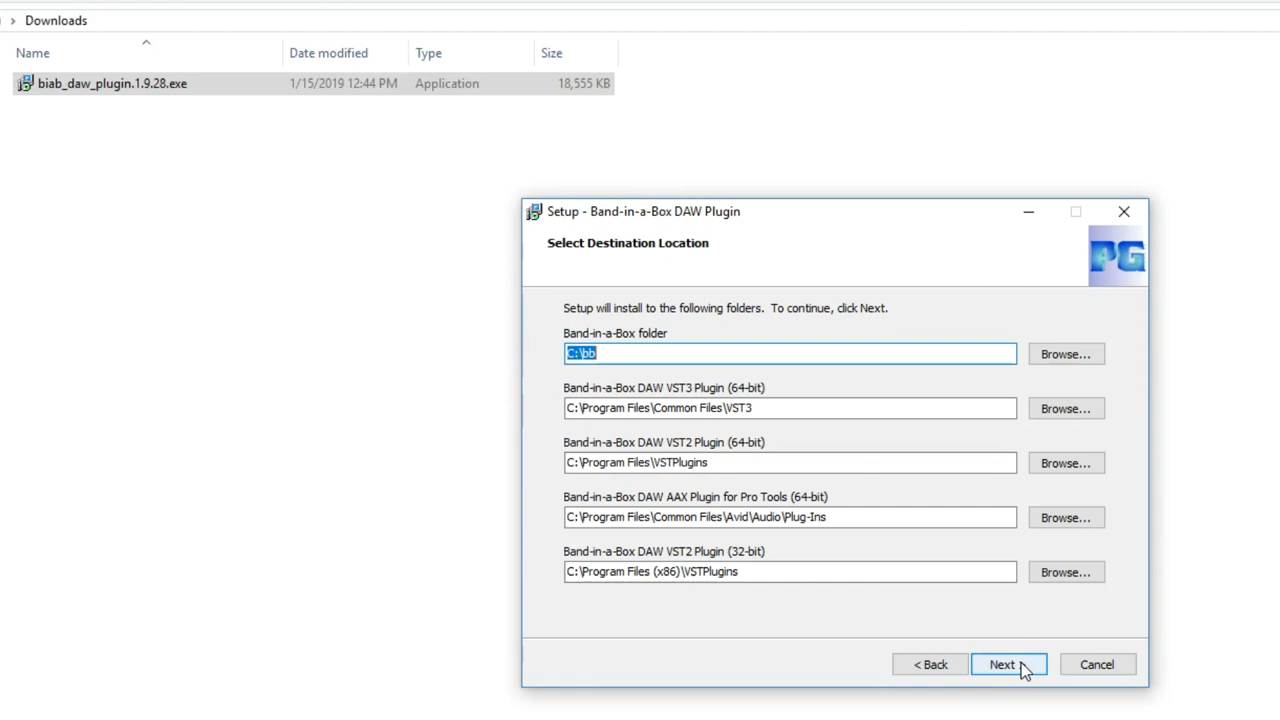 Downloads
Name Date modified Type Size
biab_daw_plugin.1.9.28.exe 1/15/2019 12:44 PM Application 18,555 KB
Setup - Band-in-a-Box DAW Plugin
Select Destination Location
PG
Setup will install to the following folders. To continue, click Next.
Band-in-a-Box folder
C:\bb Browse...
Band-in-a-Box DAW VST3 Plugin (64-bit)
C:\Program Files\Common Files\VST3 Browse...
Band-in-a-Box DAW VST2 Plugin (64-bit)
C:\Program Files\VSTPlugins Browse...
Band-in-a-Box DAW AAX Plugin for Pro Tools (64-bit)
C:\Program Files\Common Files\Avid\Audio\Plug-Ins Browse...
Band-in-a-Box DAW VST2 Plugin (32-bit)
C:\Program Files (x86)\VSTPlugins Browse...
< Back Next Cancel